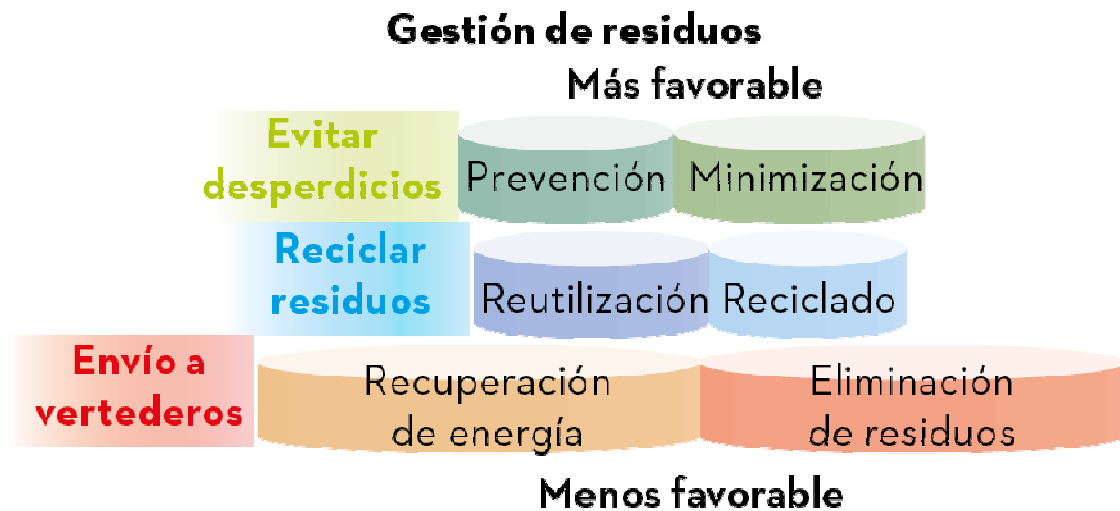 Gestión de residuos
Más favorable
Evitar
desperdicios
Prevención
Minimización
Reciclar
residuos
Reutilización
Reciclado
Envío a
vertederos
Recuperación
de energía
Eliminación
de residuos
Menos favorable